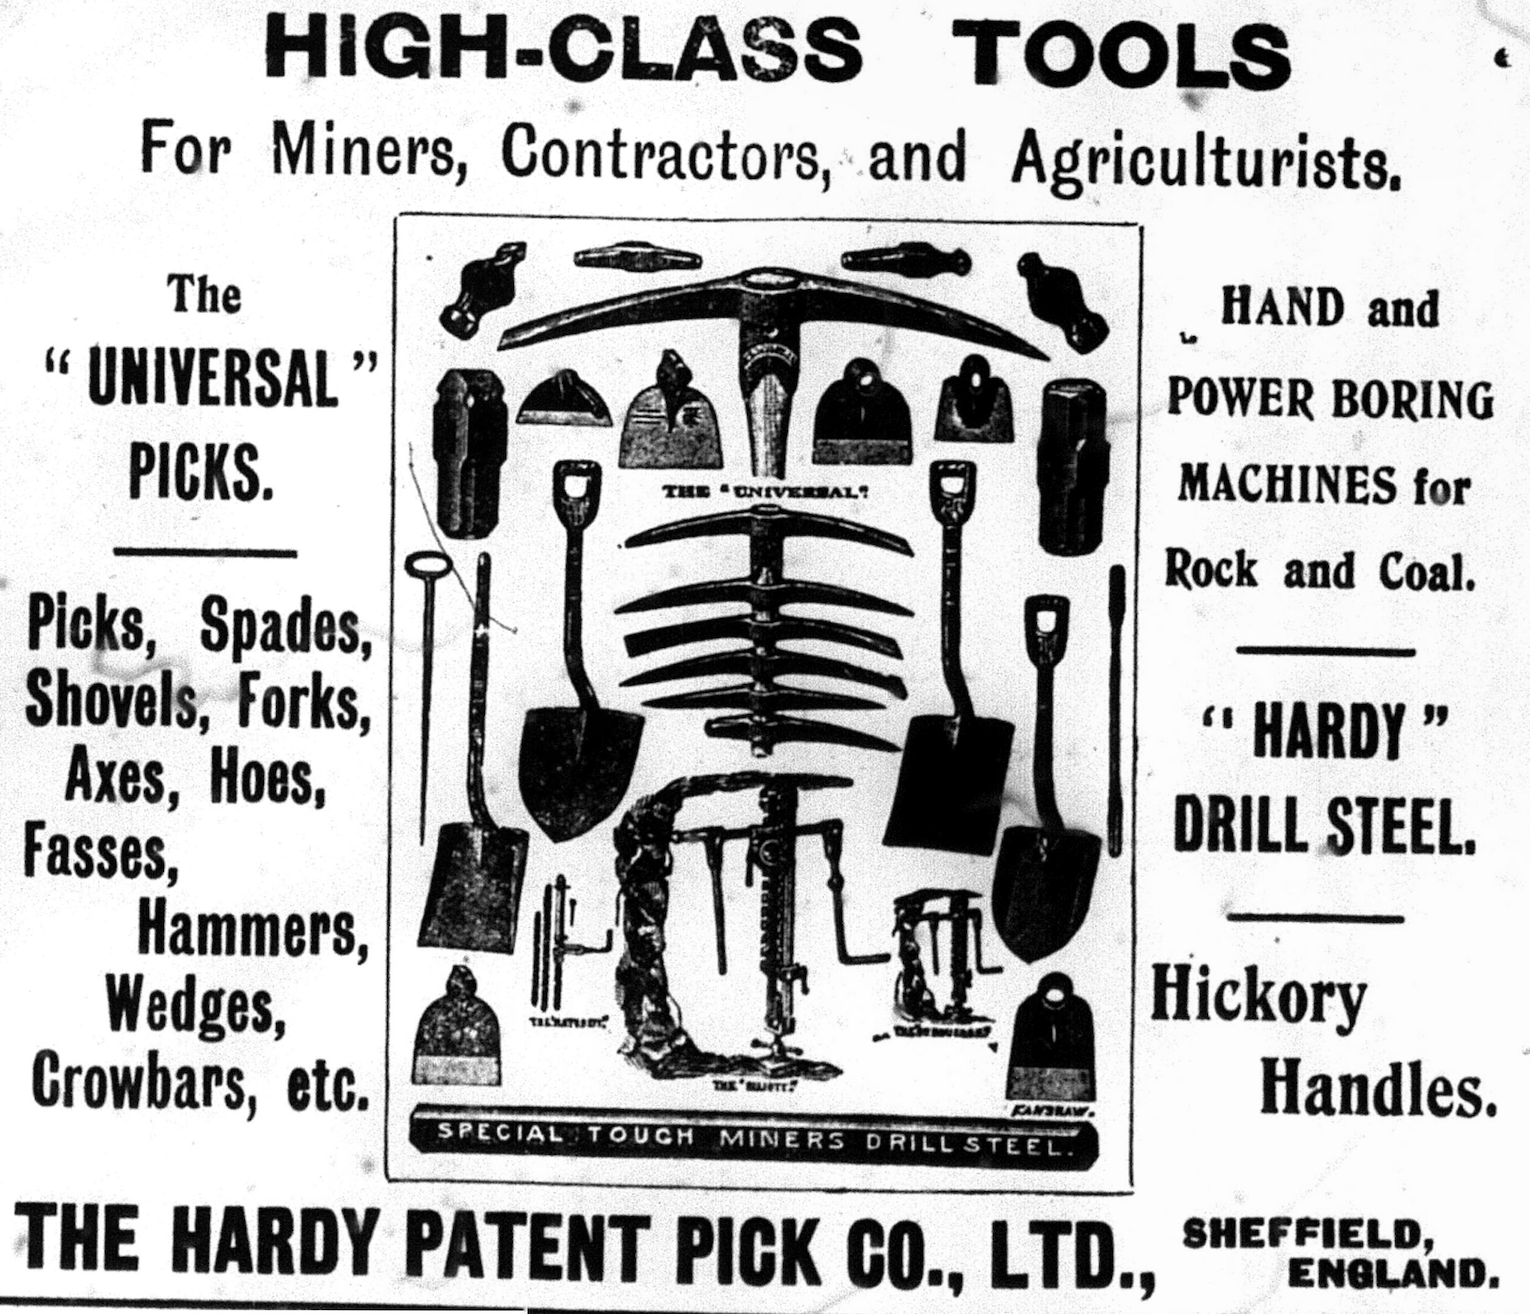 HIGH-CLASS TOOLS
For Miners, Contractors, and Agriculturists.
The
“UNIVERSAL”
PICKS.
Picks, Spades,
Shovels, Forks,
Axes, Hoes,
Fasses,
Hammers,
Wedges,
Crowbars, etc.
THE "UNIVERSAL"
THE "ELLIOTT"
SPECIAL TOUGH MINERS DRILL STEEL.
HAND and
POWER BORING
MACHINES for
Rock and Coal.
“HARDY”
DRILL STEEL.
Hickory
Handles.
THE HARDY PATENT PICK CO., LTD.,
SHEFFIELD,
ENGLAND.